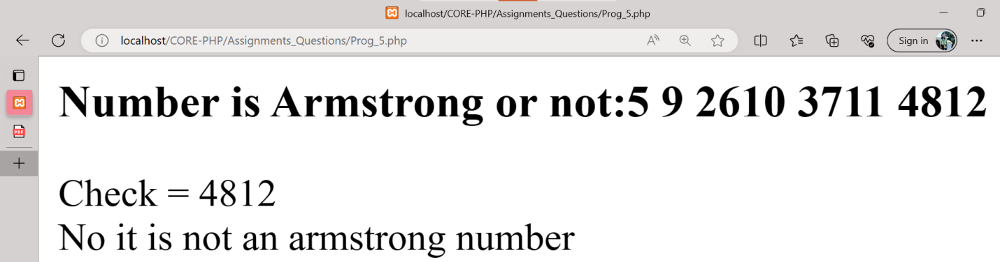 localhost/CORE-PHP/Assignments_Questions/Prog_5.php
localhost/CORE-PHP/Assignments_Questions/Prog_5.php
Sign in
PDF
Number is Armstrong or not:5 9 2610 3711 4812
Check = 4812
No it is not an armstrong number